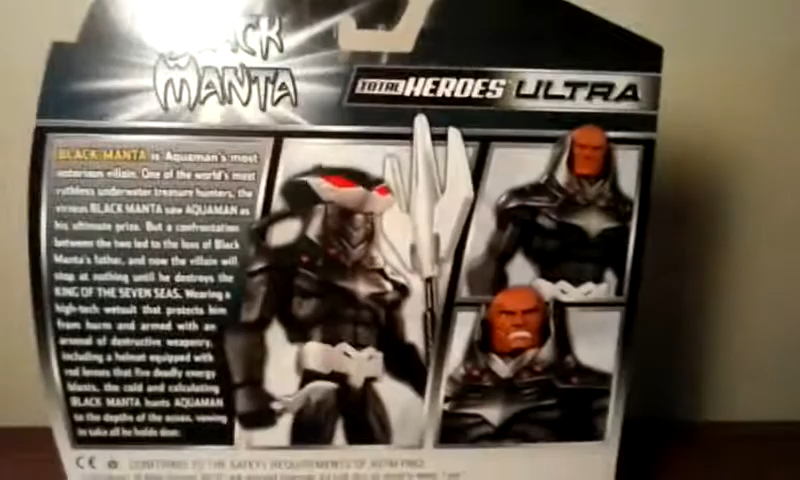 BLACK
MANTA
TOTAL HEROES ULTRA
BLACK MANTA is Aquaman's most
notorious villain. One of the world's most
ruthless underwater treasure hunters, the
vicious BLACK MANTA saw AQUAMAN as
his ultimate prize. But a confrontation
between the two led to the loss of Black
Manta's father, and now the villain will
stop at nothing until he destroys the
KING OF THE SEVEN SEAS. Wearing a
high-tech wetsuit that protects him
from harm and armed with an
arsenal of destructive weaponry,
including a helmet equipped with
red lenses that fire deadly energy
blasts, the cold and calculating
BLACK MANTA hunts AQUAMAN
to the depths of the ocean, vowing
to take all he holds dear.
CE CONFORMS TO THE SAFETY REQUIREMENTS OF ASTM F963.